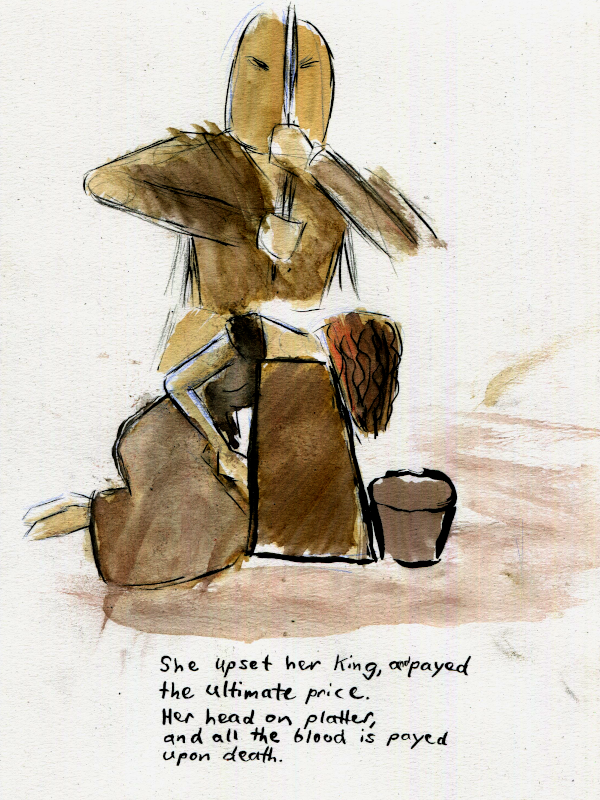 She upset her king, and payed
the ultimate price.
Her head on platter,
and all the blood is payed
upon death.